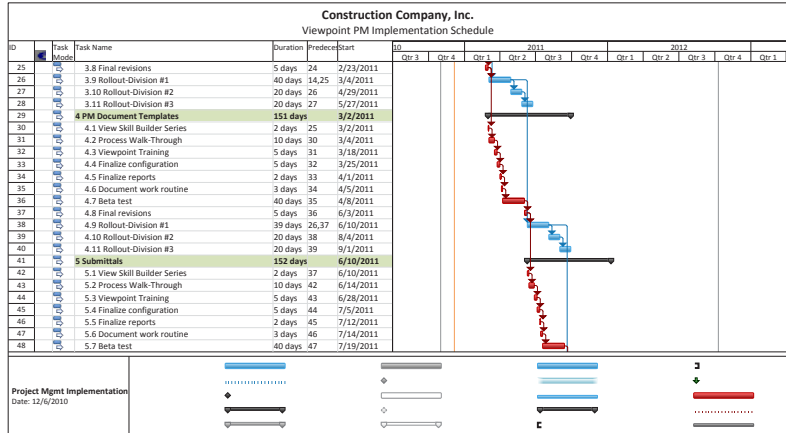 Construction Company, Inc.
Viewpoint PM Implementation Schedule
ID Task Mode Task Name Duration Predeces Start 10 2011 2012
Qtr 3 Qtr 4 Qtr 1 Qtr 2 Qtr 3 Qtr 4 Qtr 1 Qtr 2 Qtr 3 Qtr 4 Qtr 1
25 3.8 Final revisions 5 days 24 2/23/2011
26 3.9 Rollout-Division #1 40 days 14,25 3/4/2011
27 3.10 Rollout-Division #2 20 days 26 4/29/2011
28 3.11 Rollout-Division #3 20 days 27 5/27/2011
29 4 PM Document Templates 151 days 3/2/2011
30 4.1 View Skill Builder Series 2 days 25 3/2/2011
31 4.2 Process Walk-Through 10 days 30 3/4/2011
32 4.3 Viewpoint Training 5 days 31 3/18/2011
33 4.4 Finalize configuration 5 days 32 3/25/2011
34 4.5 Finalize reports 2 days 33 4/1/2011
35 4.6 Document work routine 3 days 34 4/5/2011
36 4.7 Beta test 40 days 35 4/8/2011
37 4.8 Final revisions 5 days 36 6/3/2011
38 4.9 Rollout-Division #1 39 days 26,37 6/10/2011
39 4.10 Rollout-Division #2 20 days 38 8/4/2011
40 4.11 Rollout-Division #3 20 days 39 9/1/2011
41 5 Submittals 152 days 6/10/2011
42 5.1 View Skill Builder Series 2 days 37 6/10/2011
43 5.2 Process Walk-Through 10 days 42 6/14/2011
44 5.3 Viewpoint Training 5 days 43 6/28/2011
45 5.4 Finalize configuration 5 days 44 7/5/2011
46 5.5 Finalize reports 2 days 45 7/12/2011
47 5.6 Document work routine 3 days 46 7/14/2011
48 5.7 Beta test 40 days 47 7/19/2011
Project Mgmt Implementation
Date: 12/6/2010